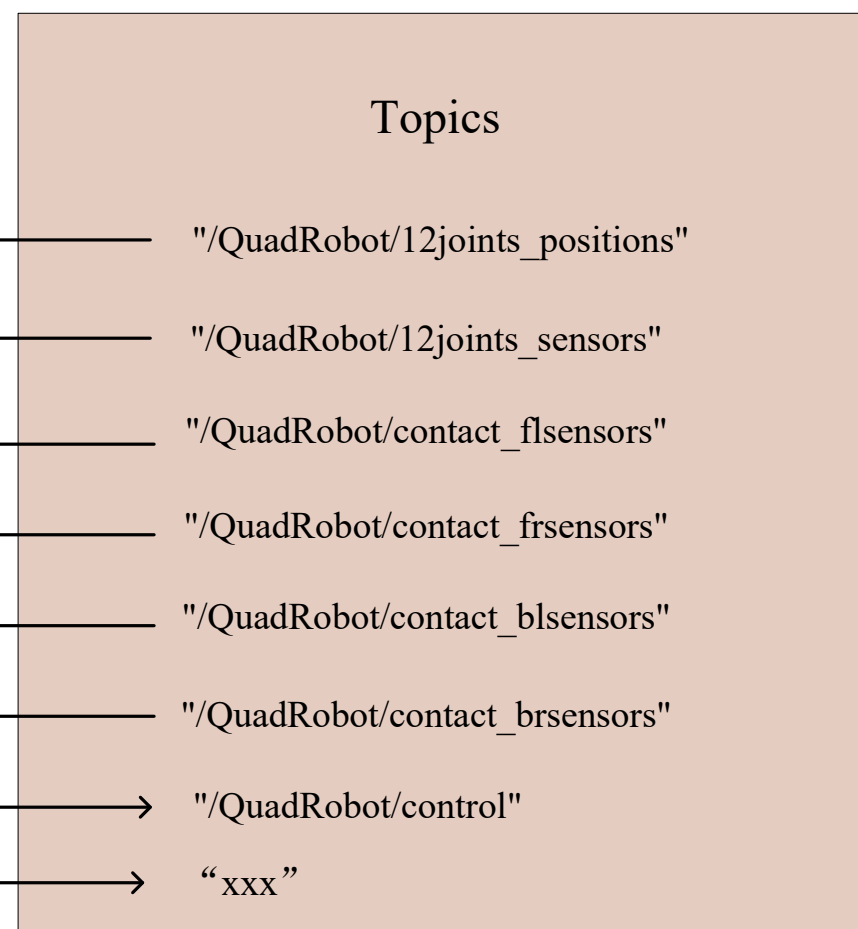 Topics
"/QuadRobot/12joints_positions"
"/QuadRobot/12joints_sensors"
"/QuadRobot/contact_flsensors"
"/QuadRobot/contact_frsensors"
"/QuadRobot/contact_blsensors"
"/QuadRobot/contact_brsensors"
"/QuadRobot/control"
“xxx”